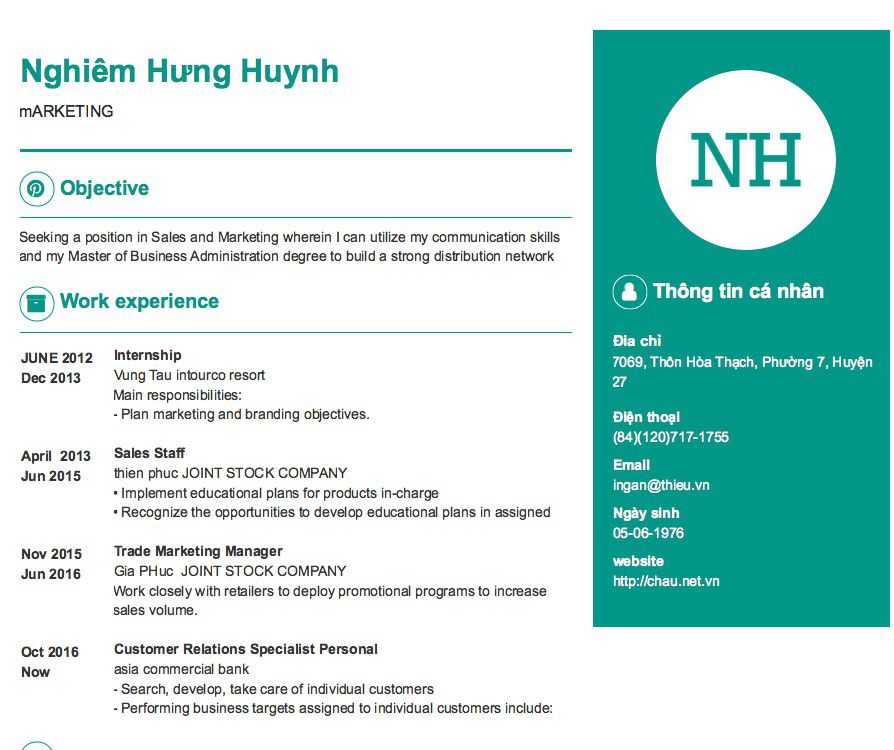 Nghiêm Hưng Huynh
mARKETING
Objective
Seeking a position in Sales and Marketing wherein I can utilize my communication skills
and my Master of Business Administration degree to build a strong distribution network
Work experience
JUNE 2012
Dec 2013
Internship
Vung Tau intourco resort
Main responsibilities:
- Plan marketing and branding objectives.
April 2013
Jun 2015
Sales Staff
thien phuc JOINT STOCK COMPANY
• Implement educational plans for products in-charge
• Recognize the opportunities to develop educational plans in assigned
Nov 2015
Jun 2016
Trade Marketing Manager
Gia PHuc JOINT STOCK COMPANY
Work closely with retailers to deploy promotional programs to increase
sales volume.
Oct 2016
Now
Customer Relations Specialist Personal
asia commercial bank
- Search, develop, take care of individual customers
- Performing business targets assigned to individual customers include:
NH
Thông tin cá nhân
Đia chỉ
7069, Thôn Hòa Thạch, Phường 7, Huyện
27
Điện thoại
(84)(120)717-1755
Email
ingan@thieu.vn
Ngày sinh
05-06-1976
website
http://chau.net.vn